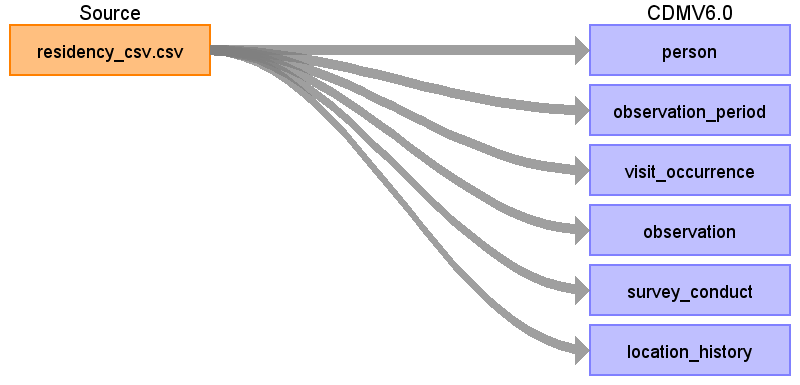 Source
CDMV6.0
residency_csv.csv
person
observation_period
visit_occurrence
observation
survey_conduct
location_history